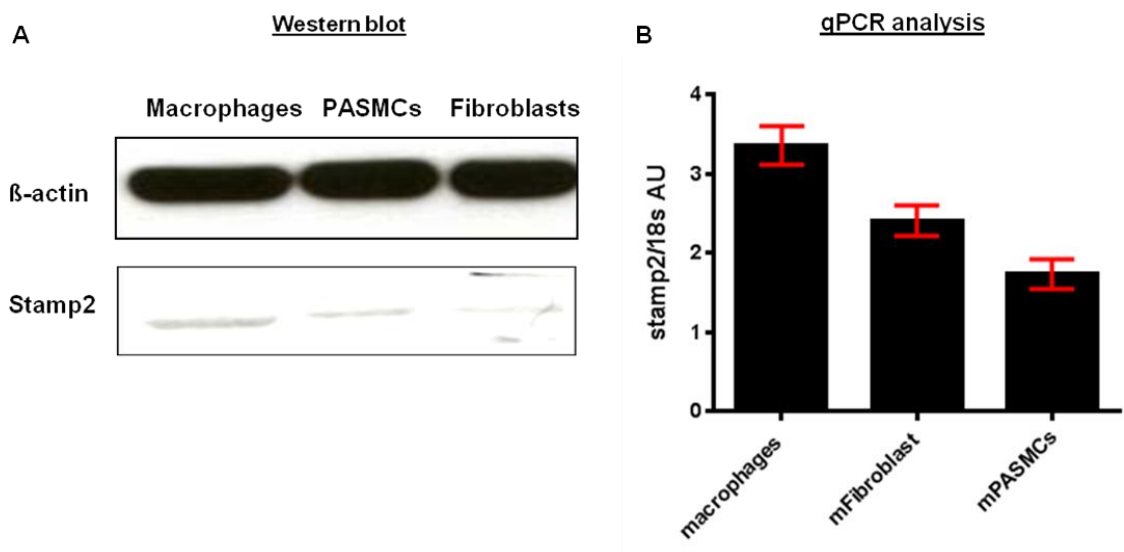 A
Western blot
Macrophages PASMCs Fibroblasts
ß-actin
Stamp2
B
qPCR analysis
stamp2/18s AU
4
3
2
1
0
macrophages
mFibroblast
mPASMCs